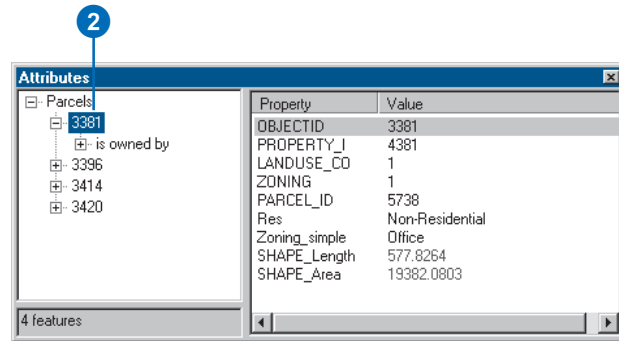 2
Attributes
Parcels
3381
is owned by
3396
3414
3420
4 features
Property Value
OBJECTID 3381
PROPERTY_I 4381
LANDUSE_CO 1
ZONING 1
PARCEL_ID 5738
Res Non-Residential
Zoning_simple Office
SHAPE_Length 577.8264
SHAPE_Area 19382.0803